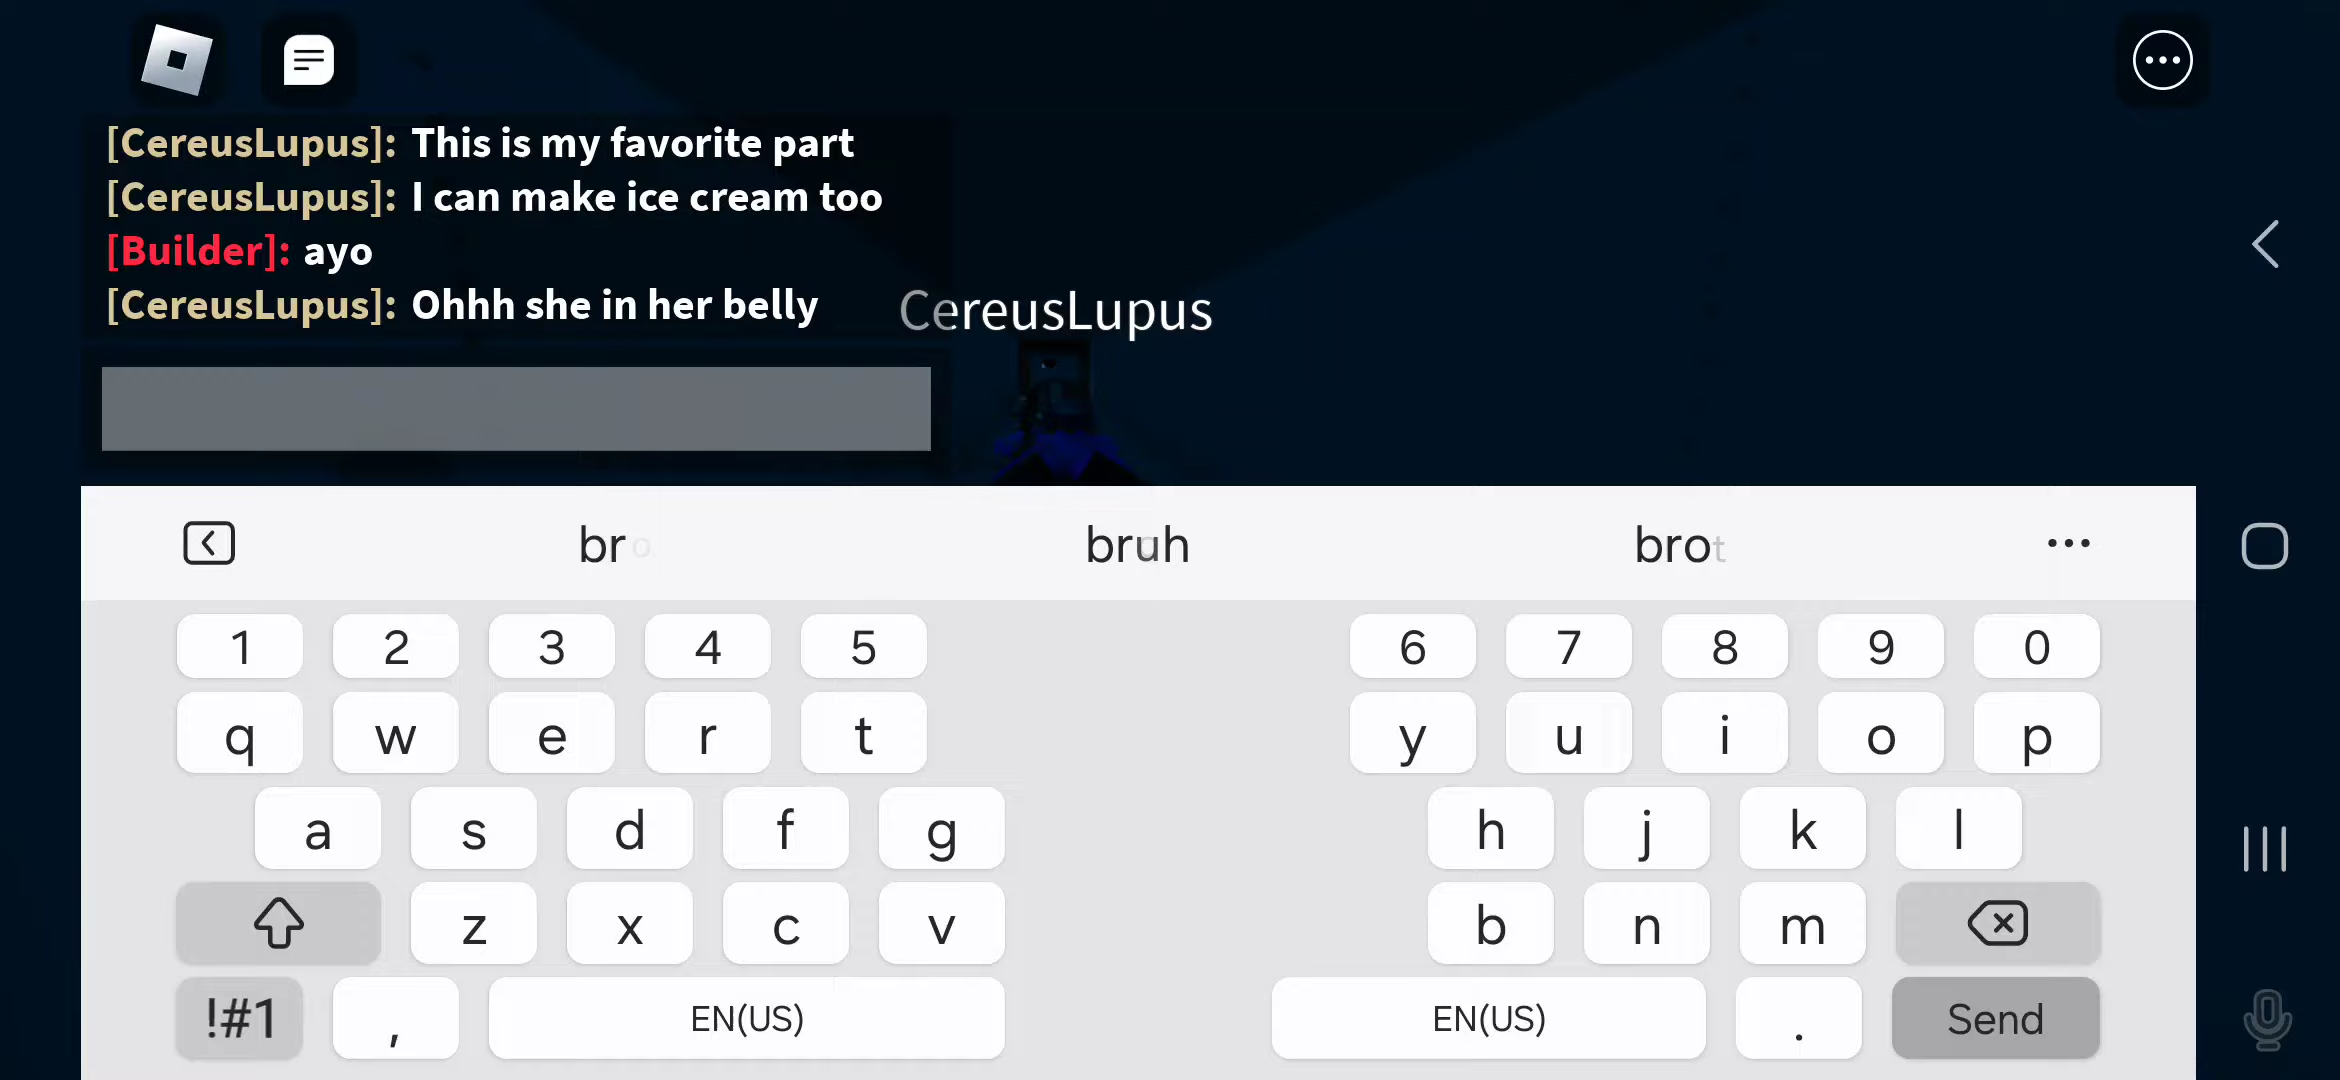 [CereusLupus]: This is my favorite part
[CereusLupus]: I can make ice cream too
[Builder]: ayo
[CereusLupus]: Ohhh she in her belly
CereusLupus
bro bruh brot
1 2 3 4 5 6 7 8 9 0
q w e r t y u i o p
a s d f g h j k l
z x c v b n m
!#1 , EN(US) EN(US) . Send